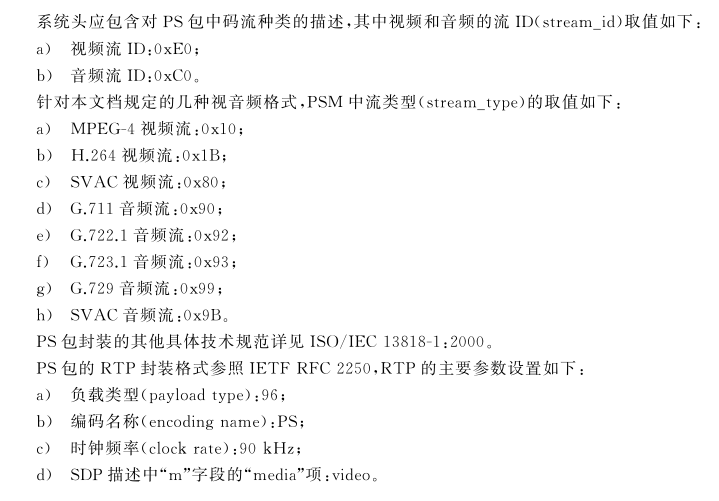 系统头应包含对 PS 包中码流种类的描述,其中视频和音频的流 ID(stream_id)取值如下:
a) 视频流 ID:0xE0;
b) 音频流 ID:0xC0。
针对本文档规定的几种视音频格式,PSM 中流类型(stream_type)的取值如下:
a) MPEG-4 视频流:0x10;
b) H.264 视频流:0x1B;
c) SVAC 视频流:0x80;
d) G.711 音频流:0x90;
e) G.722.1 音频流:0x92;
f) G.723.1 音频流:0x93;
g) G.729 音频流:0x99;
h) SVAC 音频流:0x9B。
PS 包封装的其他具体技术规范详见 ISO/IEC 13818-1:2000。
PS 包的 RTP 封装格式参照 IETF RFC 2250,RTP 的主要参数设置如下:
a) 负载类型(payload type):96;
b) 编码名称(encoding name):PS;
c) 时钟频率(clock rate):90 kHz;
d) SDP 描述中“m”字段的“media”项:video。